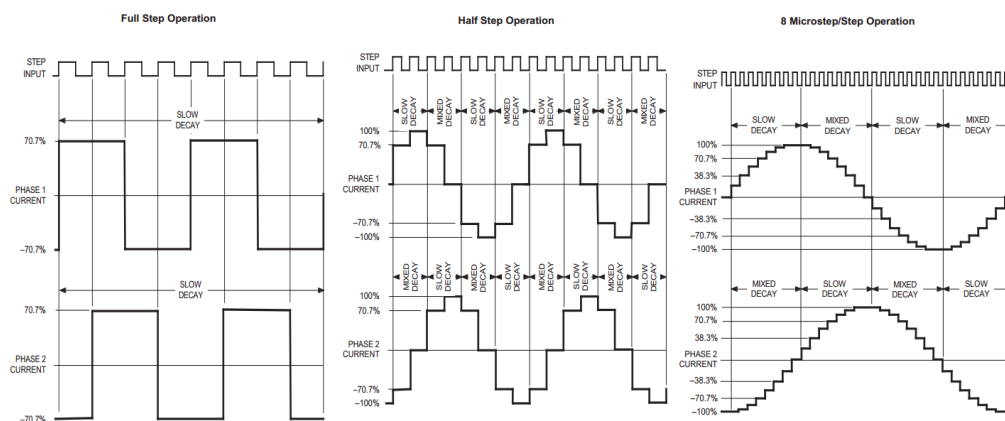 Full Step Operation
STEP
INPUT
SLOW
DECAY
70.7%
PHASE 1
CURRENT
–70.7%
SLOW
DECAY
70.7%
PHASE 2
CURRENT
–70.7%
Half Step Operation
STEP
INPUT
SLOW
DECAY
MIXED
DECAY
SLOW
DECAY
MIXED
DECAY
SLOW
DECAY
MIXED
DECAY
SLOW
DECAY
MIXED
DECAY
100%
70.7%
PHASE 1
CURRENT
–70.7%
–100%
MIXED
DECAY
SLOW
DECAY
MIXED
DECAY
SLOW
DECAY
MIXED
DECAY
SLOW
DECAY
MIXED
DECAY
SLOW
DECAY
100%
70.7%
PHASE 2
CURRENT
–70.7%
–100%
8 Microstep/Step Operation
STEP
INPUT
SLOW
DECAY
MIXED
DECAY
SLOW
DECAY
MIXED
DECAY
100%
70.7%
38.3%
PHASE 1
CURRENT
–38.3%
–70.7%
–100%
MIXED
DECAY
SLOW
DECAY
MIXED
DECAY
SLOW
DECAY
100%
70.7%
38.3%
PHASE 2
CURRENT
–38.3%
–70.7%
–100%